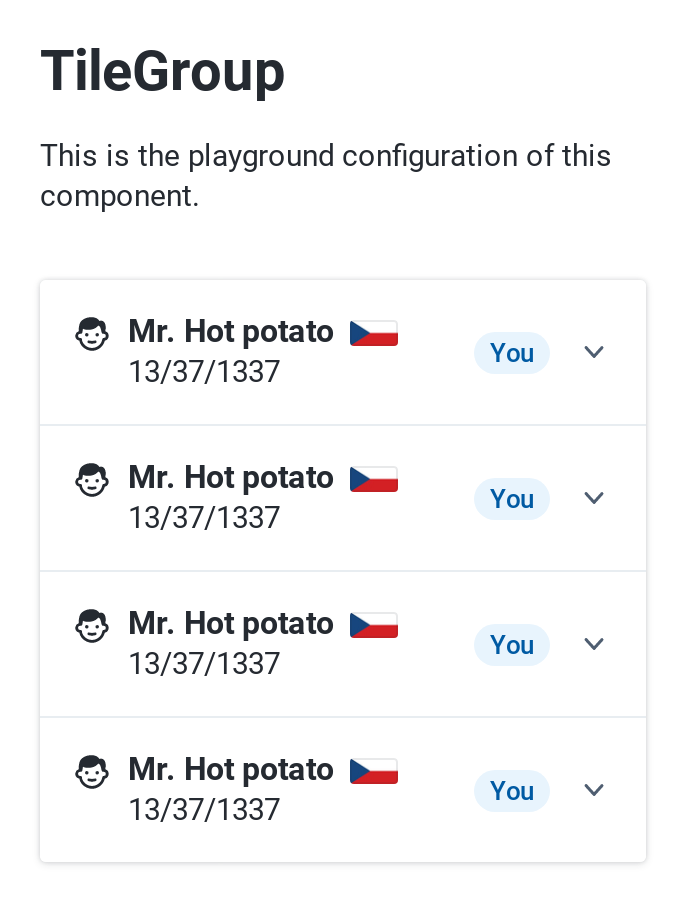 TileGroup
This is the playground configuration of this
component.
Mr. Hot potato
13/37/1337
You
Mr. Hot potato
13/37/1337
You
Mr. Hot potato
13/37/1337
You
Mr. Hot potato
13/37/1337
You